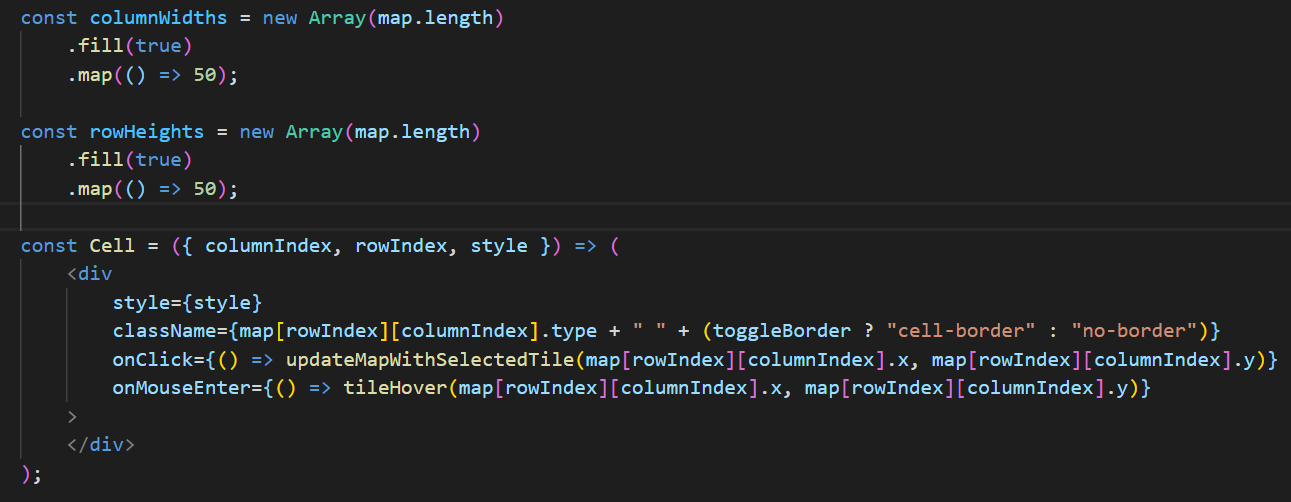 const columnWidths = new Array(map.length)
    .fill(true)
    .map(() => 50);

const rowHeights = new Array(map.length)
    .fill(true)
    .map(() => 50);

const Cell = ({ columnIndex, rowIndex, style }) => (
    <div
        style={style}
        className={map[rowIndex][columnIndex].type + " " + (toggleBorder ? "cell-border" : "no-border")}
        onClick={() => updateMapWithSelectedTile(map[rowIndex][columnIndex].x, map[rowIndex][columnIndex].y)}
        onMouseEnter={() => tileHover(map[rowIndex][columnIndex].x, map[rowIndex][columnIndex].y)}
    >
    </div>
);